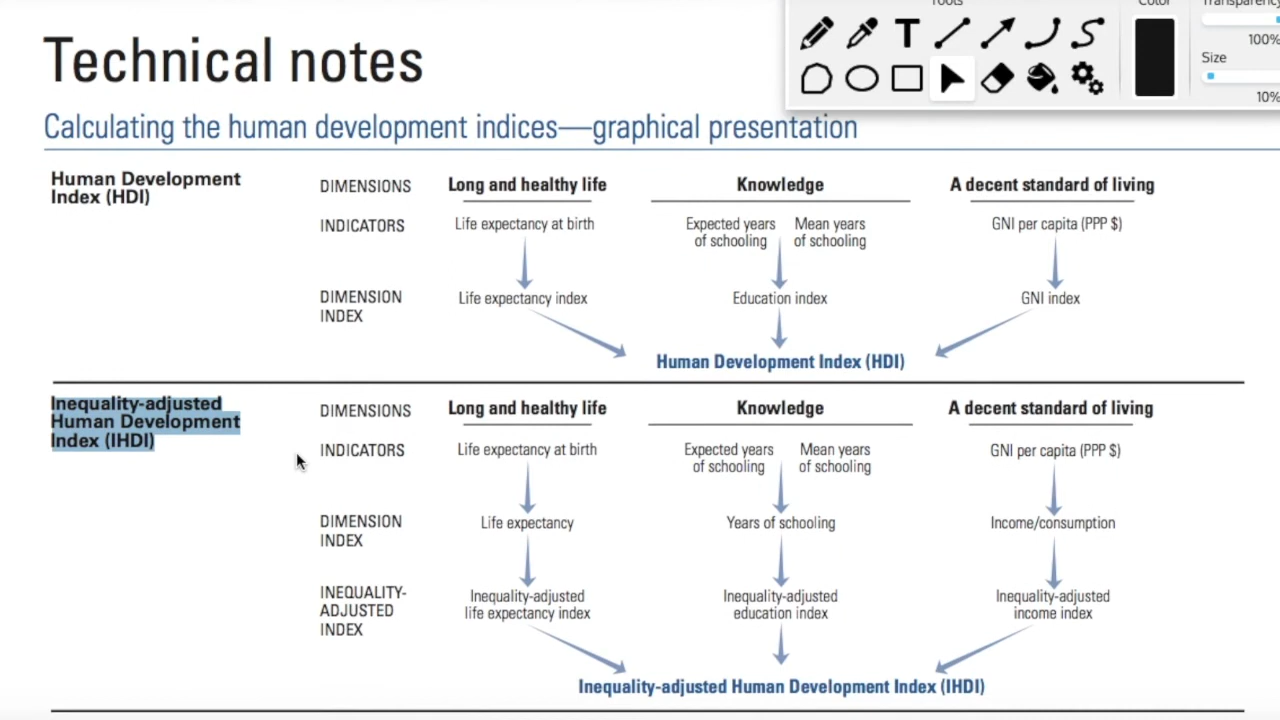 Tools
Color
Transparency
100%
Size
10%
Technical notes
Calculating the human development indices—graphical presentation
Human Development
Index (HDI)
DIMENSIONS
Long and healthy life
Knowledge
A decent standard of living
INDICATORS
Life expectancy at birth
Expected years
of schooling
Mean years
of schooling
GNI per capita (PPP $)
DIMENSION
INDEX
Life expectancy index
Education index
GNI index
Human Development Index (HDI)
Inequality-adjusted
Human Development
Index (IHDI)
DIMENSIONS
Long and healthy life
Knowledge
A decent standard of living
INDICATORS
Life expectancy at birth
Expected years
of schooling
Mean years
of schooling
GNI per capita (PPP $)
DIMENSION
INDEX
Life expectancy
Years of schooling
Income/consumption
INEQUALITY-
ADJUSTED
INDEX
Inequality-adjusted
life expectancy index
Inequality-adjusted
education index
Inequality-adjusted
income index
Inequality-adjusted Human Development Index (IHDI)